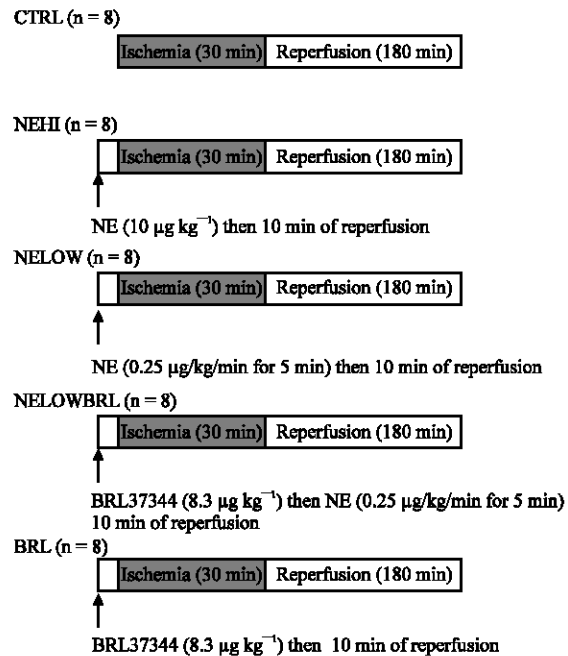 CTRL (n = 8)
Ischemia (30 min) Reperfusion (180 min)
NEHI (n = 8)
Ischemia (30 min) Reperfusion (180 min)
NE (10 µg kg⁻¹) then 10 min of reperfusion
NELOW (n = 8)
Ischemia (30 min) Reperfusion (180 min)
NE (0.25 µg/kg/min for 5 min) then 10 min of reperfusion
NELOWBRL (n = 8)
Ischemia (30 min) Reperfusion (180 min)
BRL37344 (8.3 µg kg⁻¹) then NE (0.25 µg/kg/min for 5 min)
10 min of reperfusion
BRL (n = 8)
Ischemia (30 min) Reperfusion (180 min)
BRL37344 (8.3 µg kg⁻¹) then 10 min of reperfusion